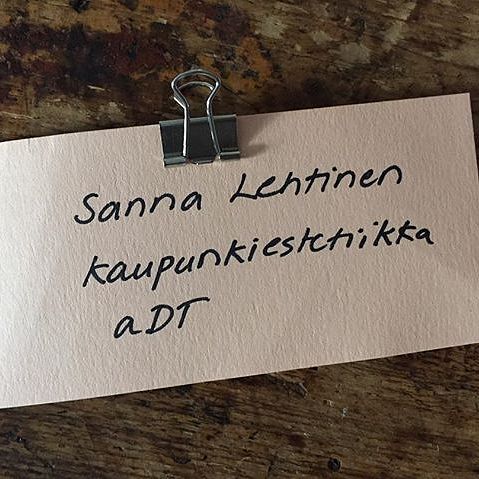 Sanna Lehtinen
kaupunkiestetiikka
aDT